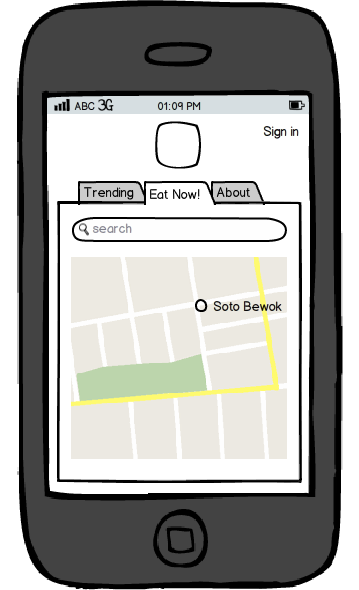 ABC 3G 01:09 PM
Sign in
Trending Eat Now! About
search
Soto Bewok